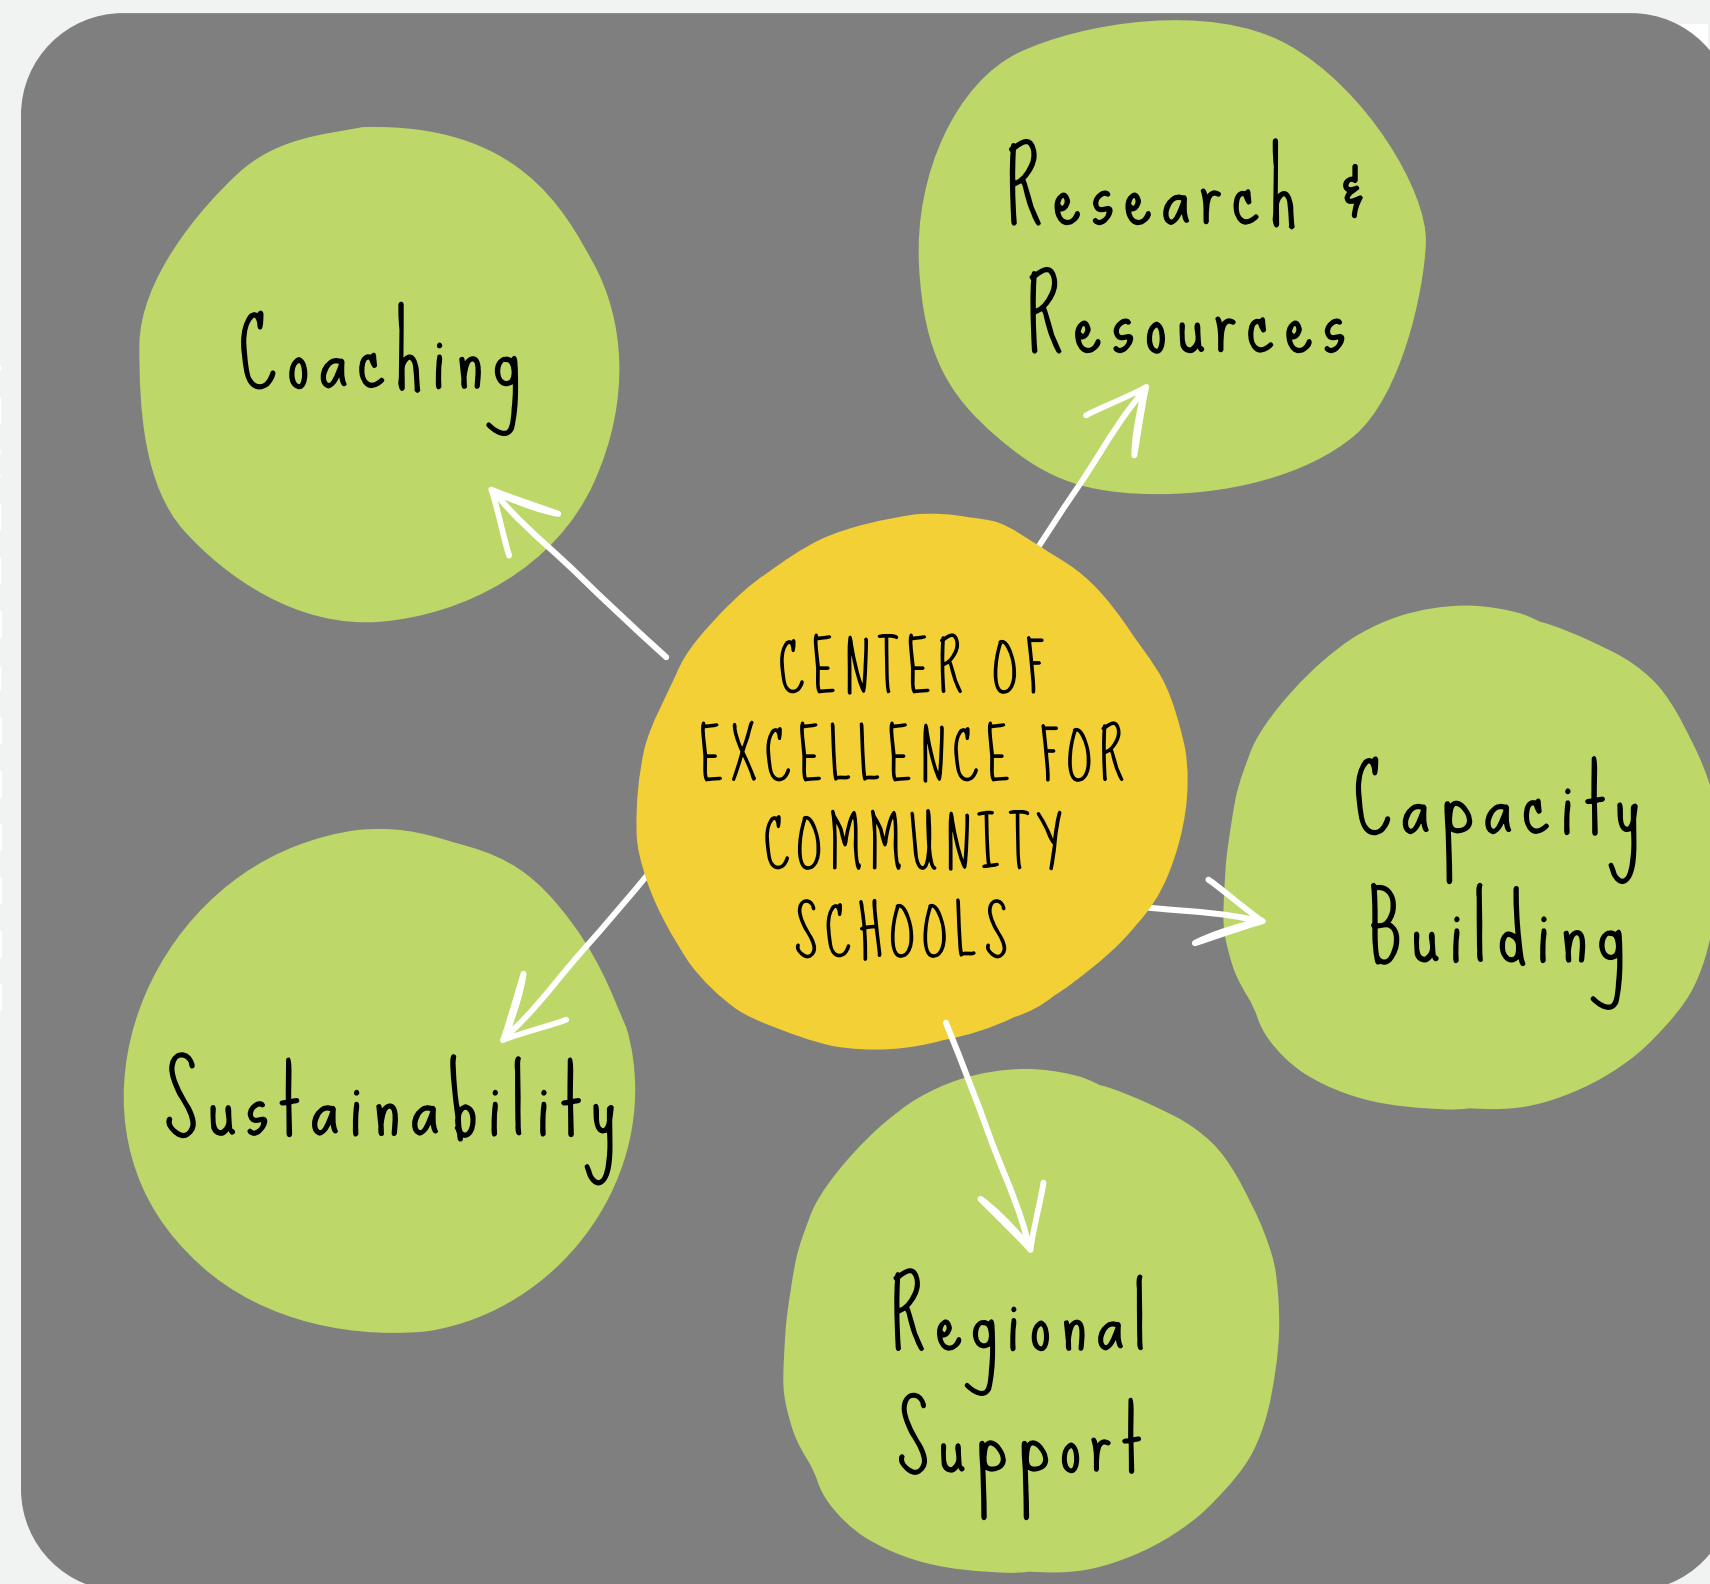 Research &
Resources
Coaching
CENTER OF
EXCELLENCE FOR
COMMUNITY
SCHOOLS
Capacity
Building
Sustainability
Regional
Support